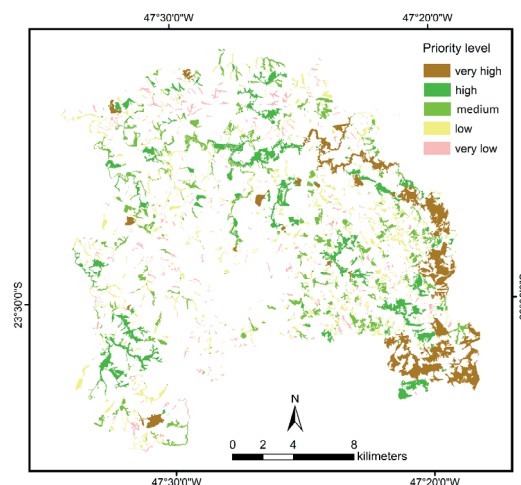 47°30'0"W 47°20'0"W
Priority level
very high
high
medium
low
very low
23°30'0"S
N
0 2 4 8
kilimeters
47°30'0"W 47°20'0"W